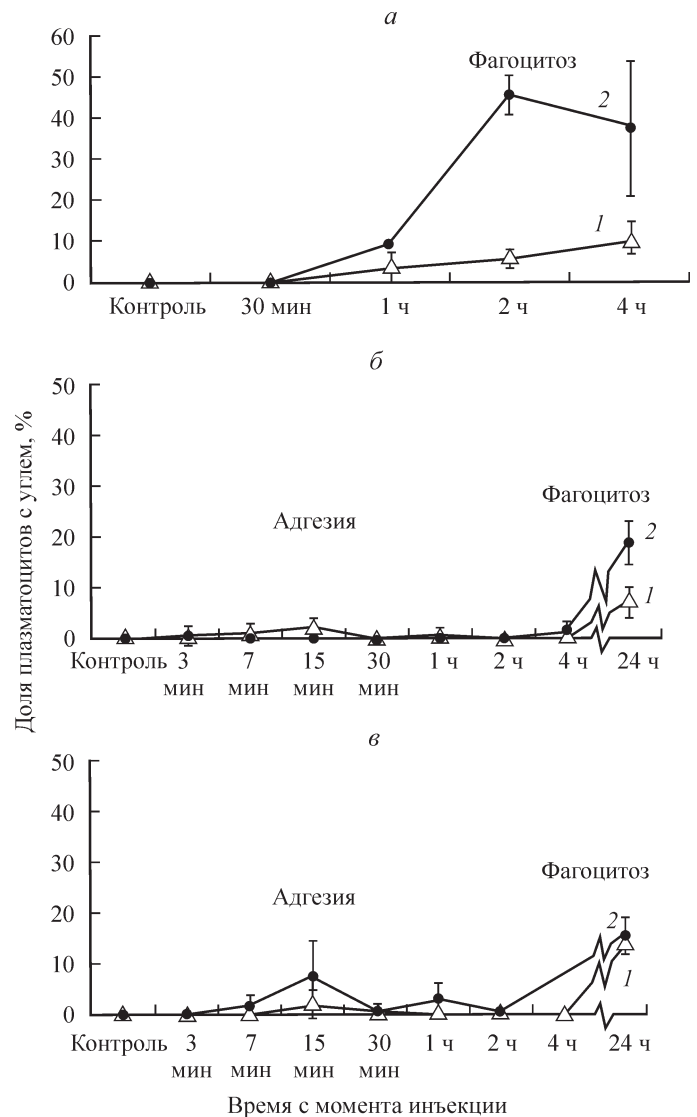 а
60
50
40
30
20
10
0
Фагоцитоз
2
1
Контроль 30 мин 1 ч 2 ч 4 ч
б
50
40
30
20
10
0
Адгезия
Фагоцитоз
2
1
Контроль 3 мин 7 мин 15 мин 30 мин 1 ч 2 ч 4 ч 24 ч
Доля плазматоцитов с углем, %
в
50
40
30
20
10
0
Адгезия
Фагоцитоз
2
1
Контроль 3 мин 7 мин 15 мин 30 мин 1 ч 2 ч 4 ч 24 ч
Время с момента инъекции